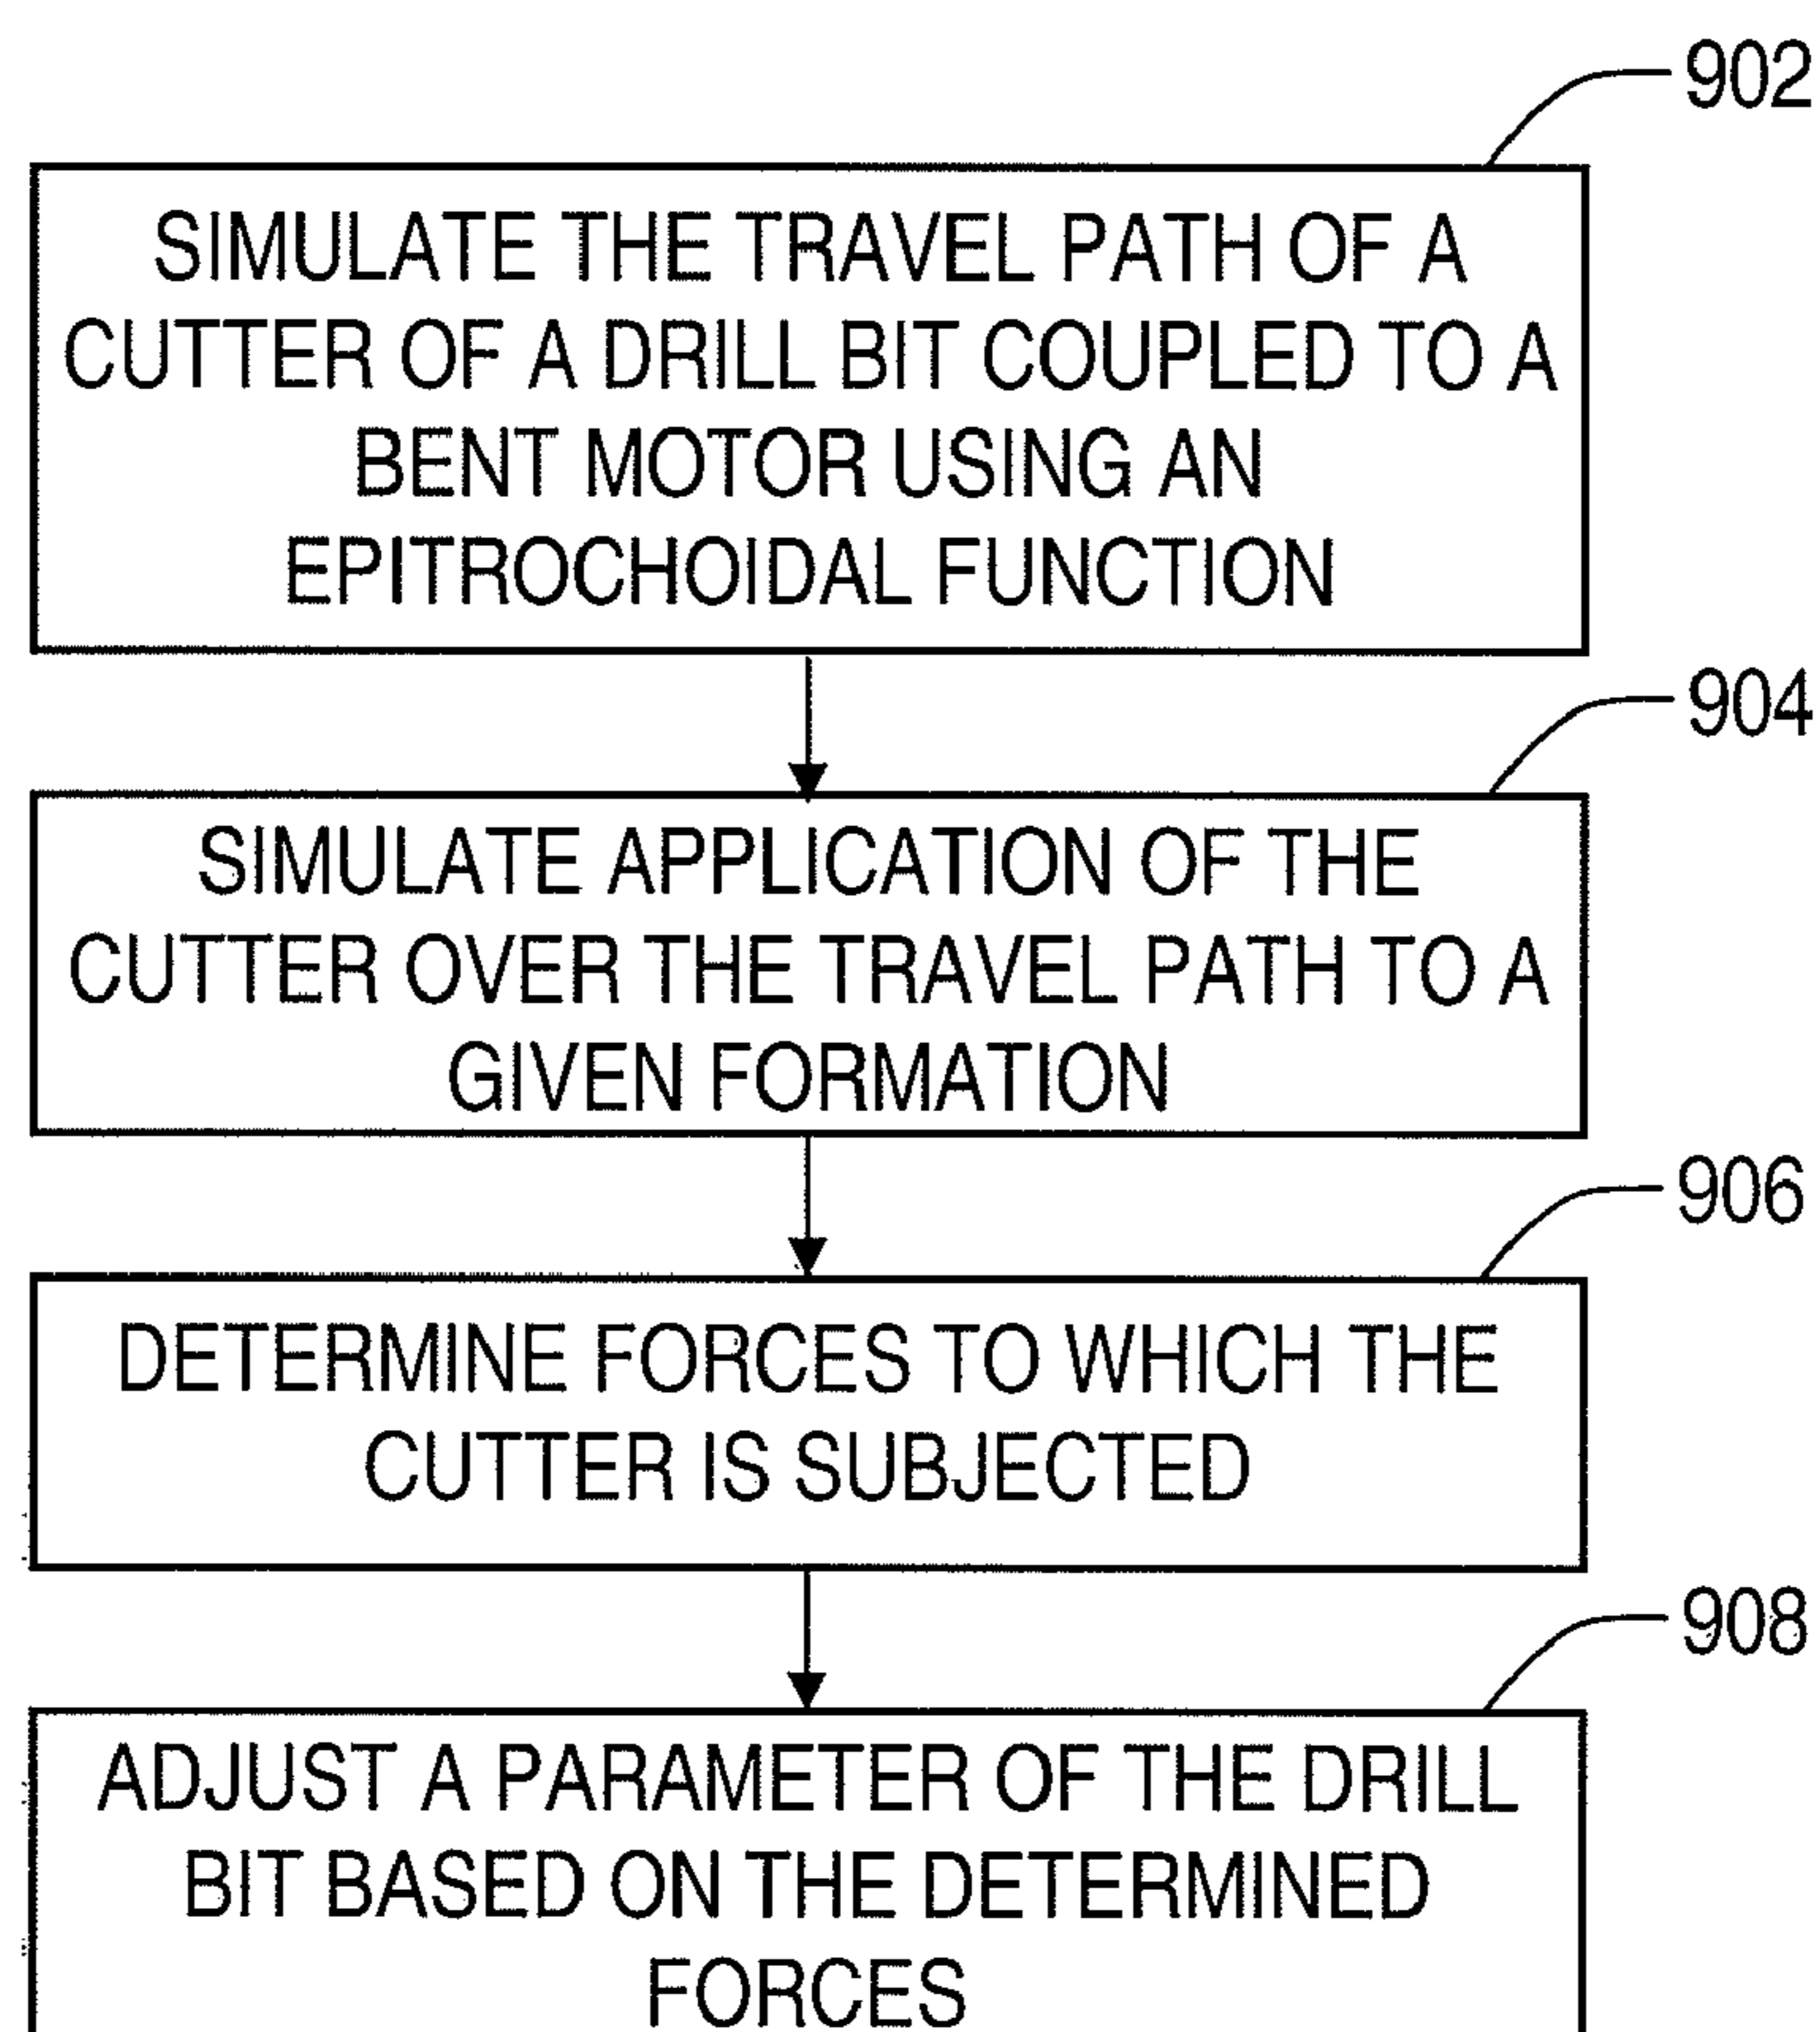 902
SIMULATE THE TRAVEL PATH OF A
CUTTER OF A DRILL BIT COUPLED TO A
BENT MOTOR USING AN
EPITROCHOIDAL FUNCTION
904
SIMULATE APPLICATION OF THE
CUTTER OVER THE TRAVEL PATH TO A
GIVEN FORMATION
906
DETERMINE FORCES TO WHICH THE
CUTTER IS SUBJECTED
908
ADJUST A PARAMETER OF THE DRILL
BIT BASED ON THE DETERMINED
FORCES